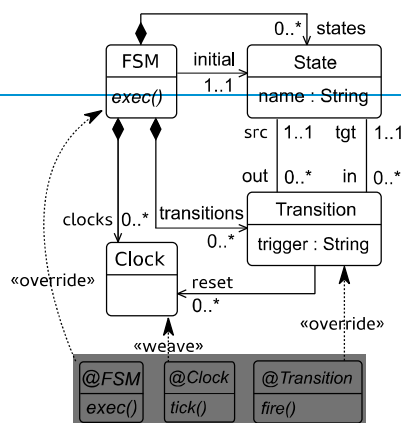 0..* states
FSM
initial
State
1..1
exec()
name : String
src 1..1 tgt 1..1
out 0..* in 0..*
clocks 0..* transitions
0..*
Transition
trigger : String
Clock
reset
0..*
«override»
«weave»
«override»
@FSM
exec()
@Clock
tick()
@Transition
fire()